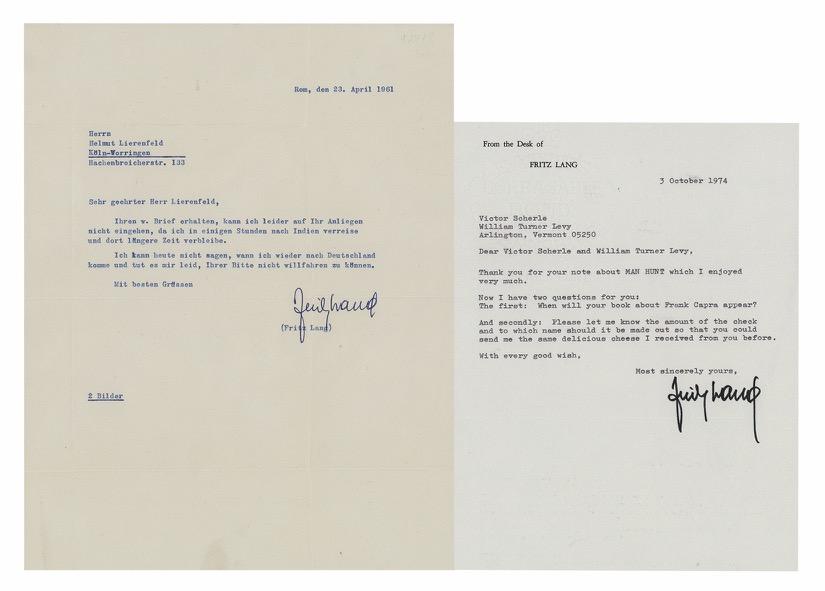 Rom, den 23. April 1961
Herrn
Helmut Lierenfeld
Köln-Worringen
Hackenbroicherstr. 133
Sehr geehrter Herr Lierenfeld,
Ihren w. Brief erhalten, kann ich leider auf Ihr Anliegen
nicht eingehen, da ich in einigen Stunden nach Indien verreise
und dort längere Zeit verbleibe.
Ich kann heute nicht sagen, wann ich wieder nach Deutschland
komme und tut es mir leid, Ihrer Bitte nicht willfahren zu können.
Mit besten Grüssen
Fritz Lang
(Fritz Lang)
2 Bilder
From the Desk of
FRITZ LANG
3 October 1974
Victor Scherle
William Turner Levy
Arlington, Vermont 05250
Dear Victor Scherle and William Turner Levy,
Thank you for your note about MAN HUNT which I enjoyed
very much.
Now I have two questions for you:
The first: When will your book about Frank Capra appear?
And secondly: Please let me know the amount of the check
and to which name should it be made out so that you could
send me the same delicious cheese I received from you before.
With every good wish,
Most sincerely yours,
Fritz Lang